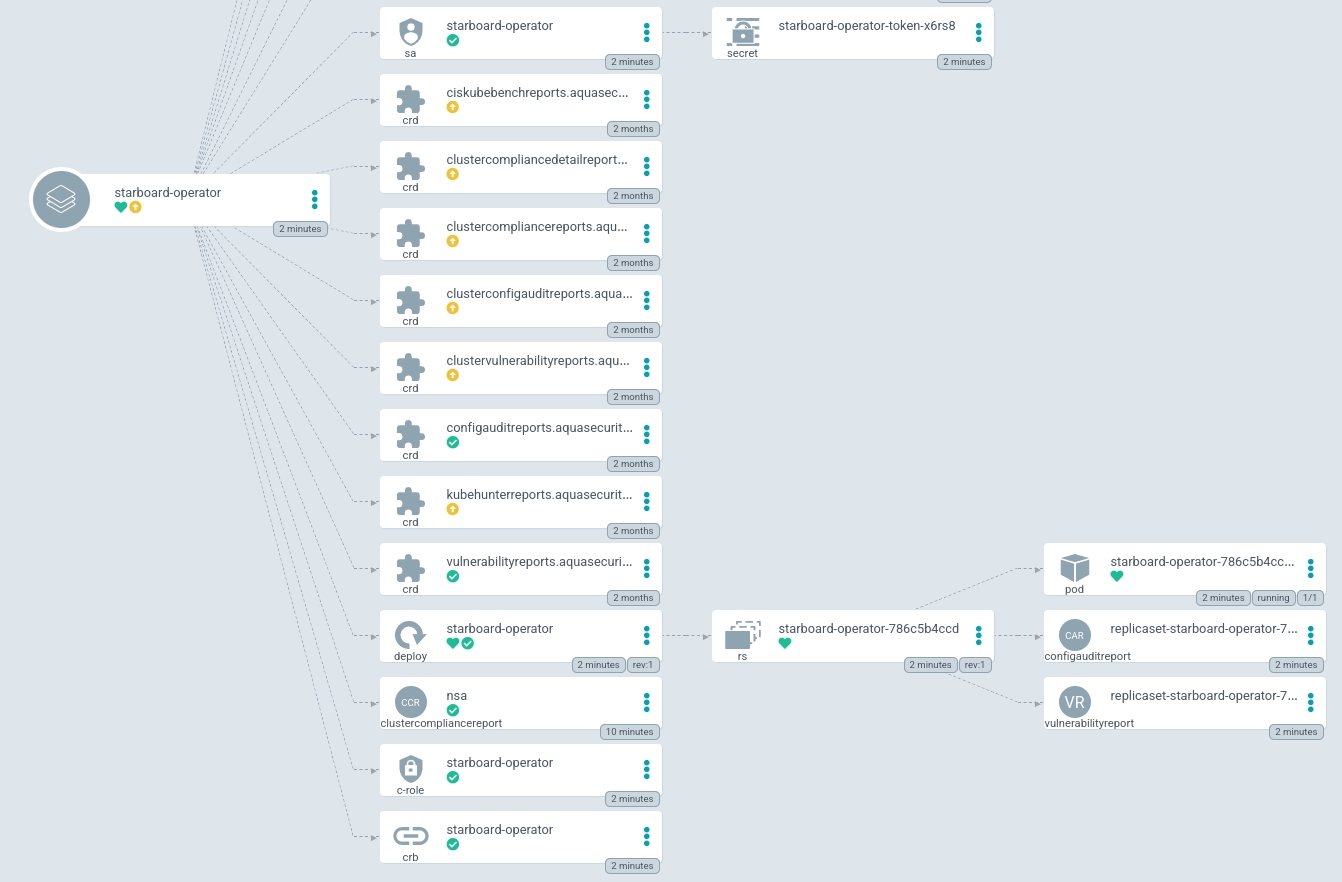 starboard-operator
sa
2 minutes
starboard-operator-token-x6rs8
secret
2 minutes
ciskubebenchreports.aquasec...
crd
2 months
clustercompliancedetailreport...
crd
2 months
starboard-operator
2 minutes
clustercompliancereports.aqu...
crd
2 months
clusterconfigauditreports.aqua...
crd
2 months
clustervulnerabilityreports.aqu...
crd
2 months
configauditreports.aquasecurit...
crd
2 months
kubehunterreports.aquasecurit...
crd
2 months
vulnerabilityreports.aquasecuri...
crd
2 months
starboard-operator-786c5b4cc...
pod
2 minutes running 1/1
starboard-operator
deploy
2 minutes rev:1
starboard-operator-786c5b4ccd
rs
2 minutes rev:1
replicaset-starboard-operator-7...
CAR
configauditreport
2 minutes
nsa
CCR
clustercompliancereport
10 minutes
replicaset-starboard-operator-7...
VR
vulnerabilityreport
2 minutes
starboard-operator
c-role
2 minutes
starboard-operator
crb
2 minutes